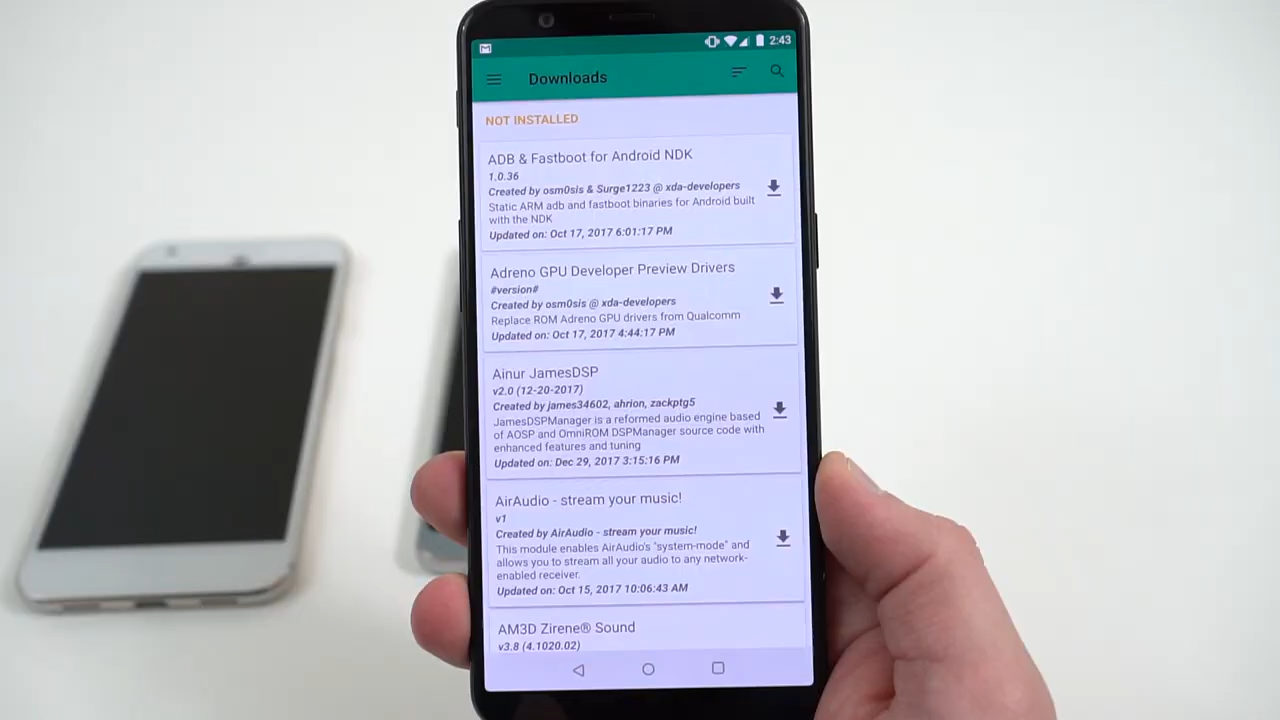 2:43
Downloads
NOT INSTALLED
ADB & Fastboot for Android NDK
1.0.36
Created by osm0sis & Surge1223 @ xda-developers
Static ARM adb and fastboot binaries for Android built
with the NDK
Updated on: Oct 17, 2017 6:01:17 PM
Adreno GPU Developer Preview Drivers
#version#
Created by osm0sis @ xda-developers
Replace ROM Adreno GPU drivers from Qualcomm
Updated on: Oct 17, 2017 4:44:17 PM
Ainur JamesDSP
v2.0 (12-20-2017)
Created by james34602, ahrion, zackptg5
JamesDSPManager is a reformed audio engine based
of AOSP and OmniROM DSPManager source code with
enhanced features and tuning
Updated on: Dec 29, 2017 3:15:16 PM
AirAudio - stream your music!
v1
Created by AirAudio - stream your music!
This module enables AirAudio's "system-mode" and
allows you to stream all your audio to any network-
enabled receiver.
Updated on: Oct 15, 2017 10:06:43 AM
AM3D Zirene® Sound
v3.8 (4.1020.02)